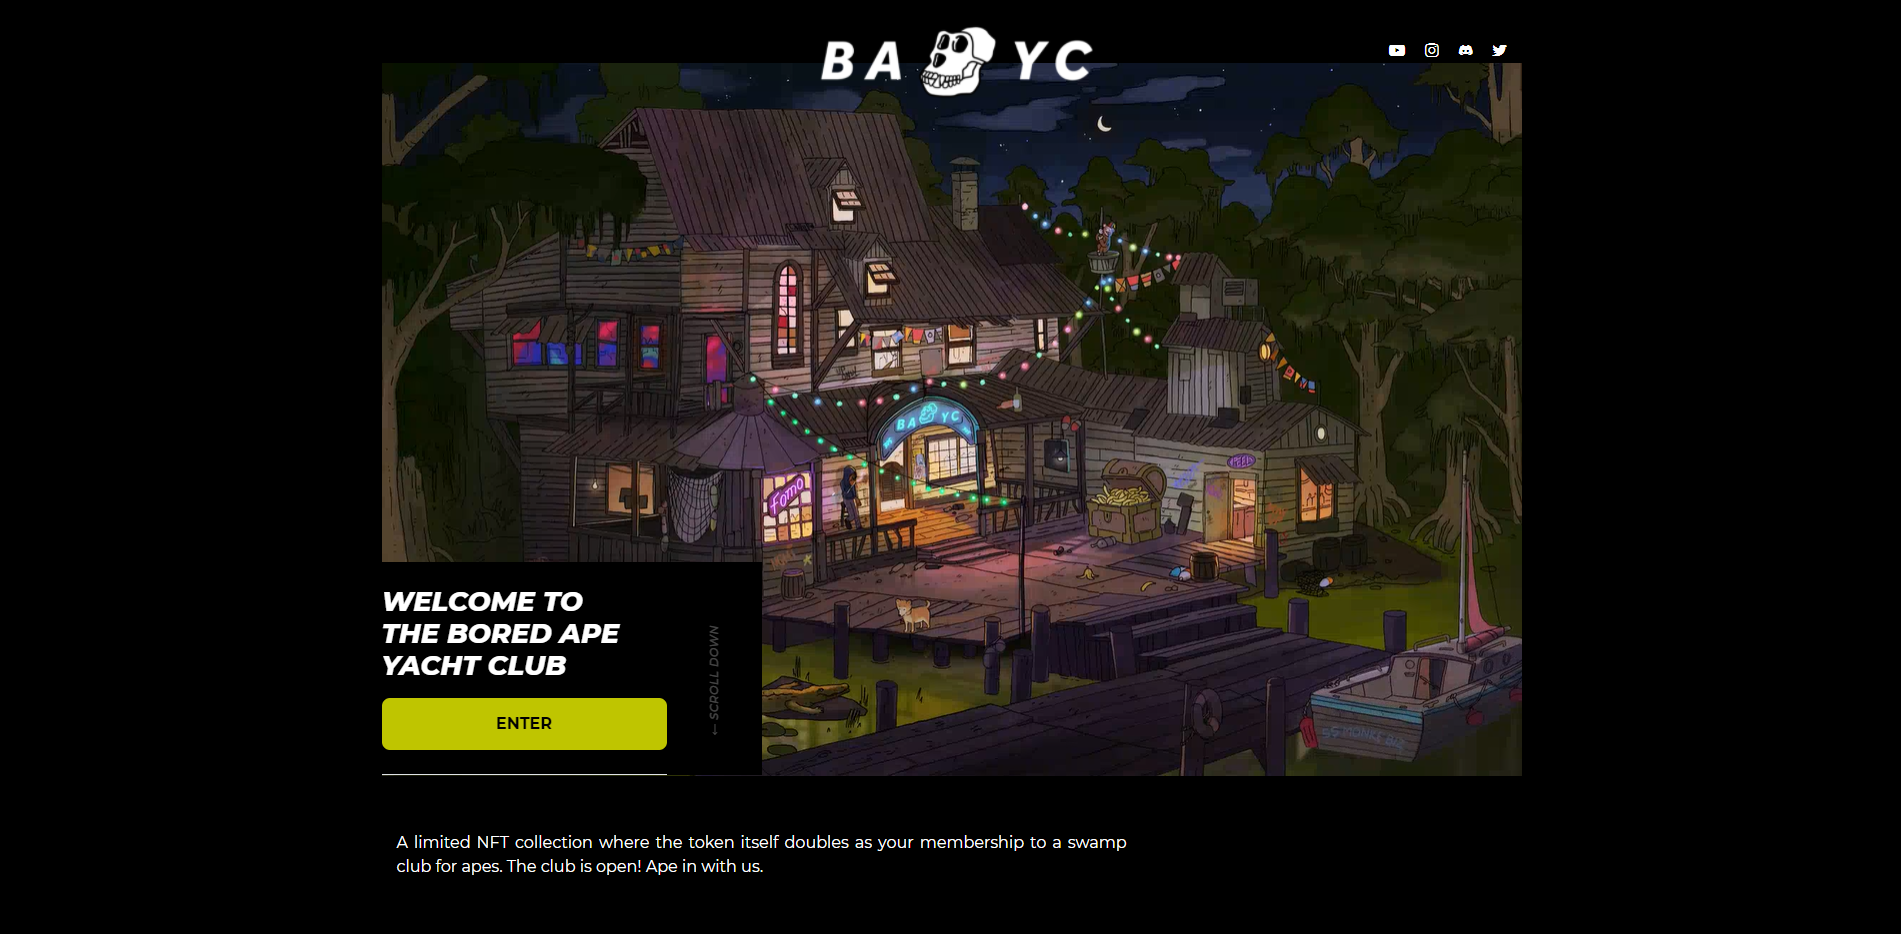 BA YC
BA YC
Fomo
WELCOME TO
THE BORED APE
YACHT CLUB
ENTER
← SCROLL DOWN
A limited NFT collection where the token itself doubles as your membership to a swamp
club for apes. The club is open! Ape in with us.